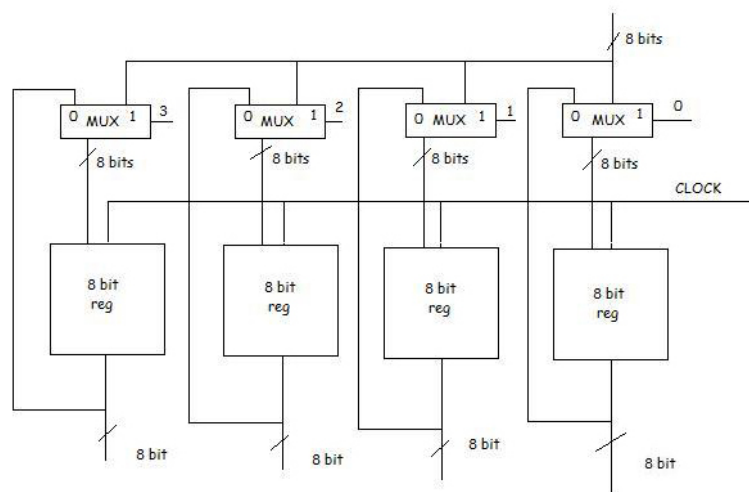 8 bits
0 MUX 1 3
0 MUX 1 2
0 MUX 1 1
0 MUX 1 0
8 bits
8 bits
8 bits
8 bits
CLOCK
8 bit
reg
8 bit
reg
8 bit
reg
8 bit
reg
8 bit
8 bit
8 bit
8 bit